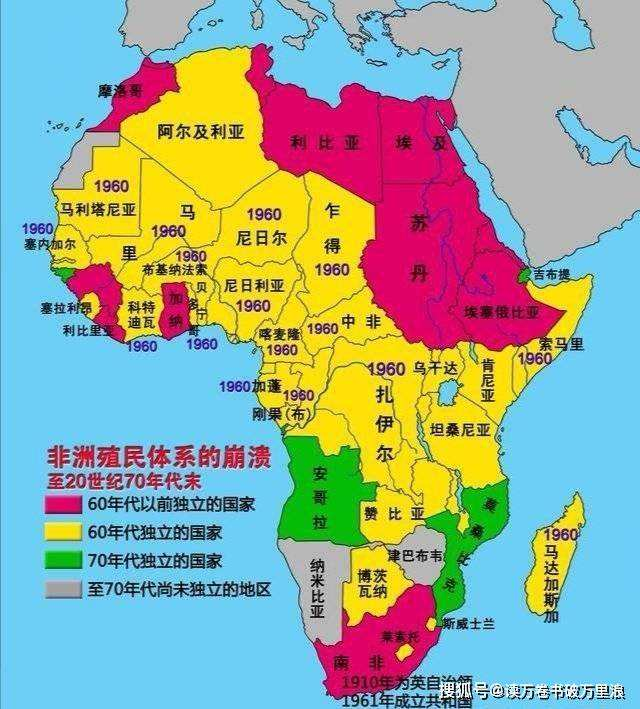 摩洛哥
阿尔及利亚
利比亚
埃及
1960
马利塔尼亚
马里
1960
1960
尼日尔
乍得
1960
苏丹
1960
塞内加尔
1960
布基纳法索
吉布提
尼日利亚
1960
贝宁
多哥
加纳
科特迪瓦
1960
1960
塞拉利昂
利比里亚
埃塞俄比亚
索马里
1960
喀麦隆
1960
中非
1960
1960
加蓬
1960
刚果(布)
1960
扎伊尔
乌干达
肯尼亚
坦桑尼亚
非洲殖民体系的崩溃
至20世纪70年代末
60年代以前独立的国家
60年代独立的国家
70年代独立的国家
至70年代尚未独立的地区
安哥拉
赞比亚
莫桑比克
津巴布韦
纳米比亚
博茨瓦纳
1960
马达加斯加
斯威士兰
莱索托
南非
1910年为英自治领
1961年成立共和国
搜狐号@读万卷书破万里浪